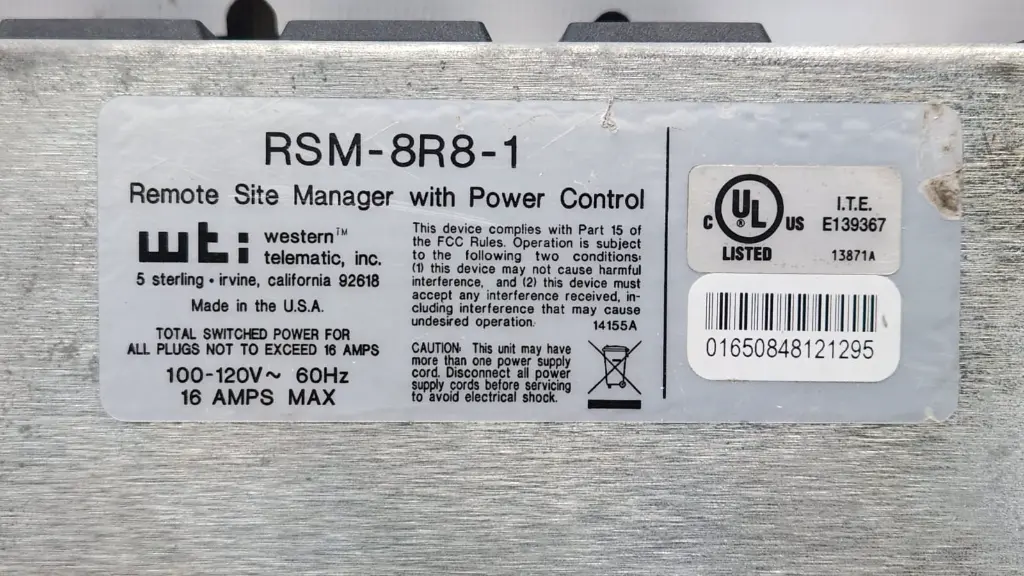 RSM-8R8-1
Remote Site Manager with Power Control
wti western™
telematic, inc.
5 sterling • irvine, california 92618
Made in the U.S.A.
TOTAL SWITCHED POWER FOR
ALL PLUGS NOT TO EXCEED 16 AMPS
100-120V~ 60Hz
16 AMPS MAX
This device complies with Part 15 of
the FCC Rules. Operation is subject
to the following two conditions:
(1) this device may not cause harmful
interference, and (2) this device must
accept any interference received, in-
cluding interference that may cause
undesired operation. 14155A
CAUTION: This unit may have
more than one power supply
cord. Disconnect all power
supply cords before servicing
to avoid electrical shock.
C UL ® US
LISTED
I.T.E.
E139367
13871A
01650848121295